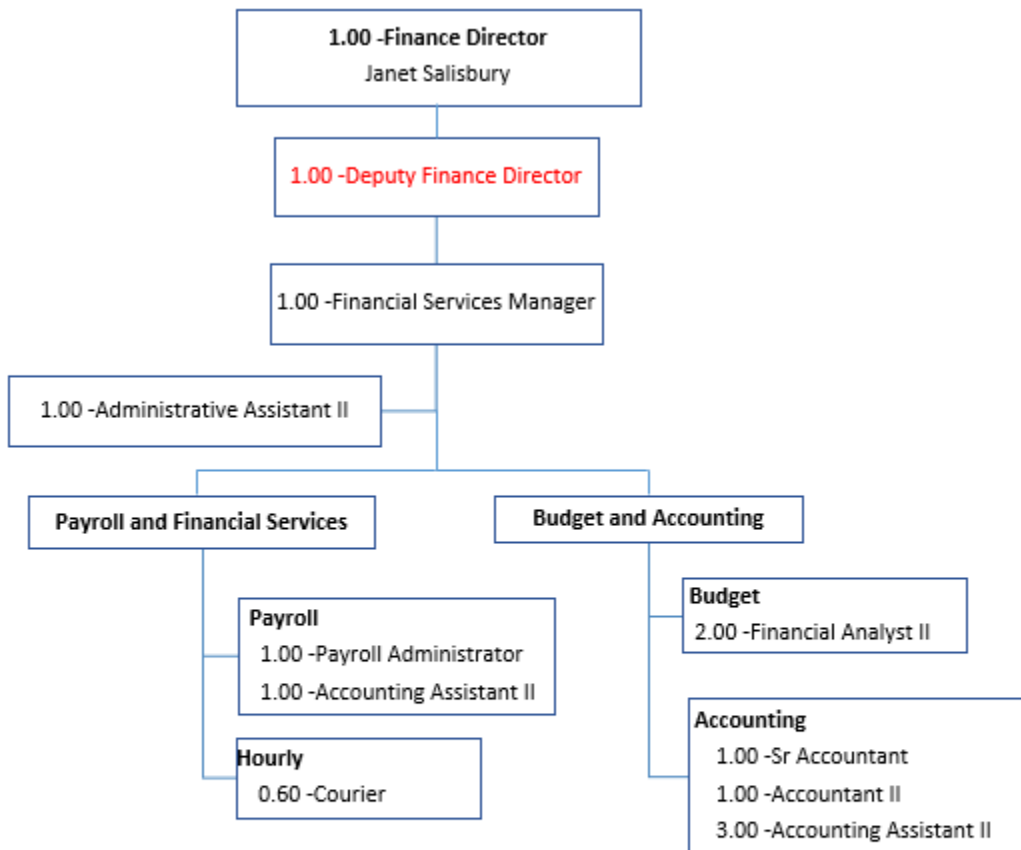 1.00 -Finance Director
Janet Salisbury
1.00 -Deputy Finance Director
1.00 -Financial Services Manager
1.00 -Administrative Assistant II
Payroll and Financial Services
Payroll
1.00 -Payroll Administrator
1.00 -Accounting Assistant II
Hourly
0.60 -Courier
Budget and Accounting
Budget
2.00 -Financial Analyst II
Accounting
1.00 -Sr Accountant
1.00 -Accountant II
3.00 -Accounting Assistant II